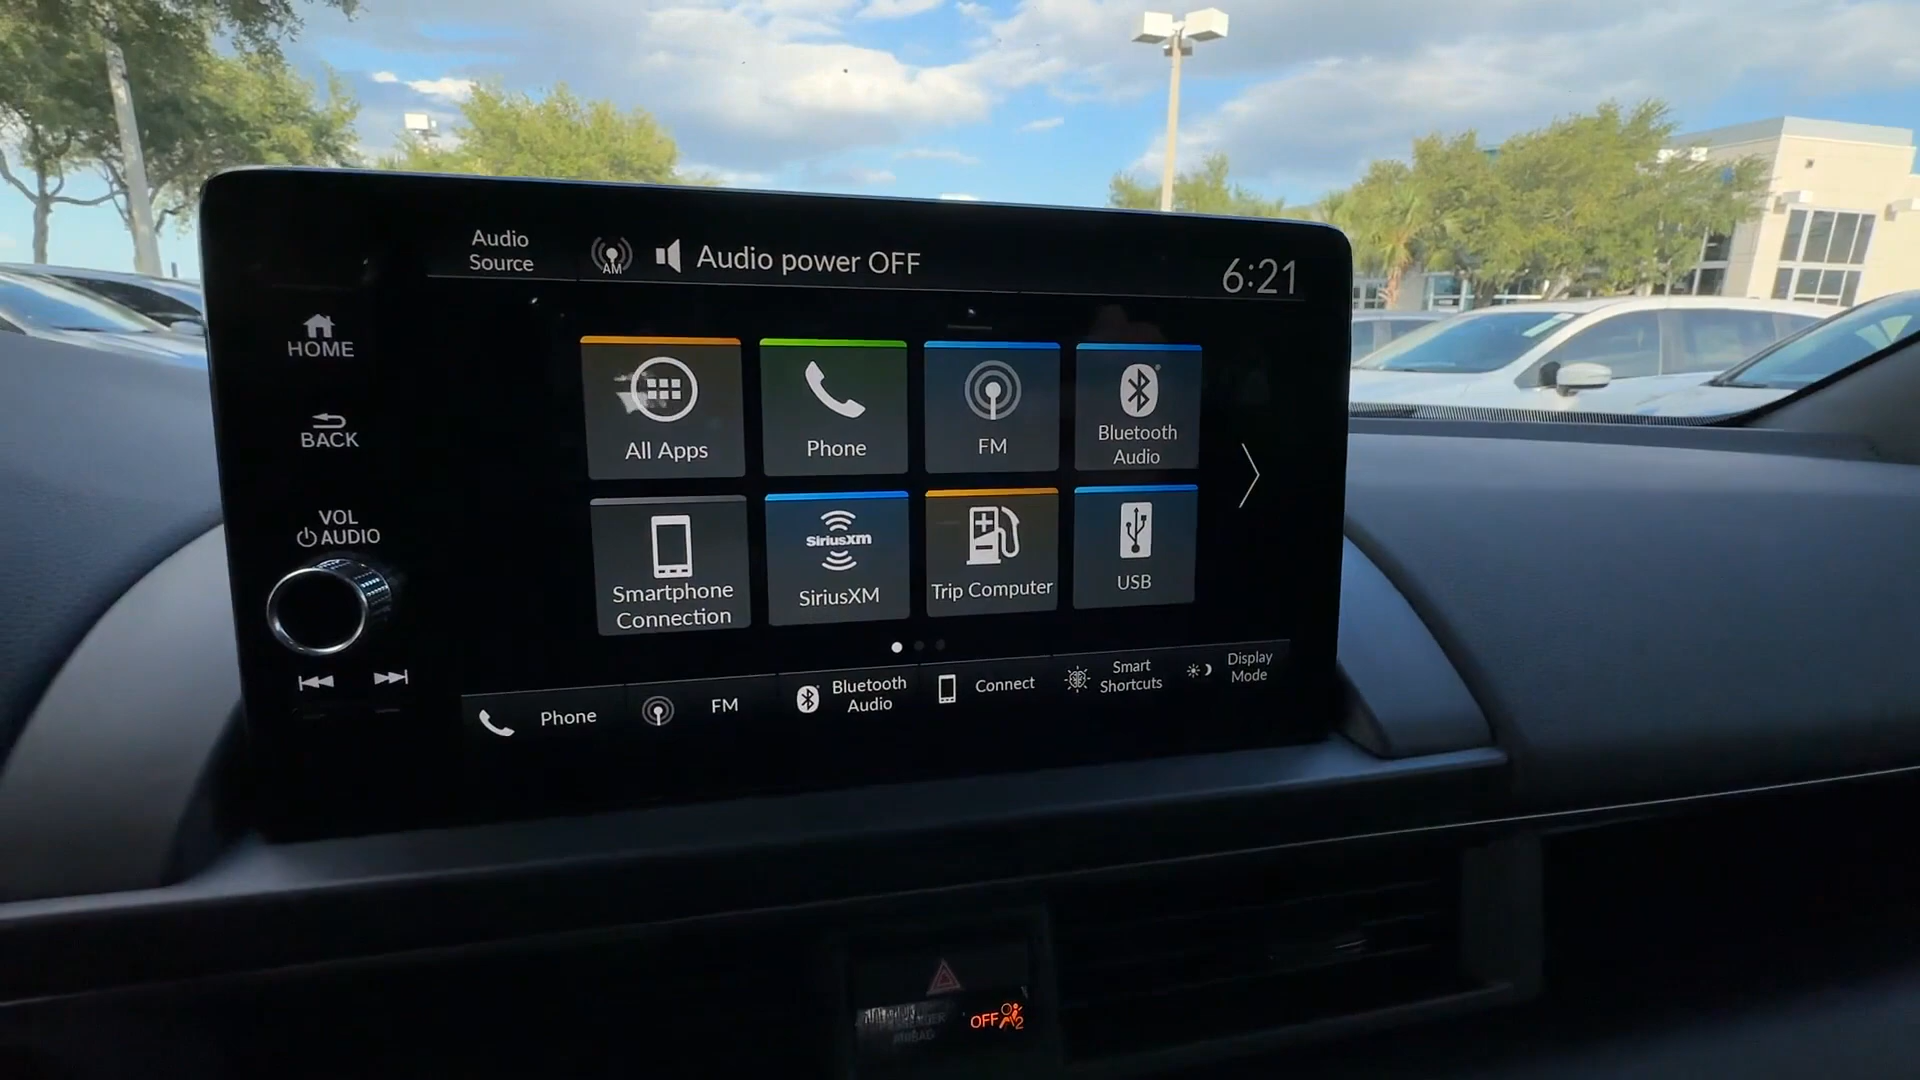 Audio
Source
AM
Audio power OFF
6:21
HOME
BACK
VOL
AUDIO
All Apps
Phone
FM
Bluetooth
Audio
Smartphone
Connection
SiriusXM
SiriusXM
Trip Computer
USB
Phone
FM
Bluetooth
Audio
Connect
Smart
Shortcuts
Display
Mode
OFF
2